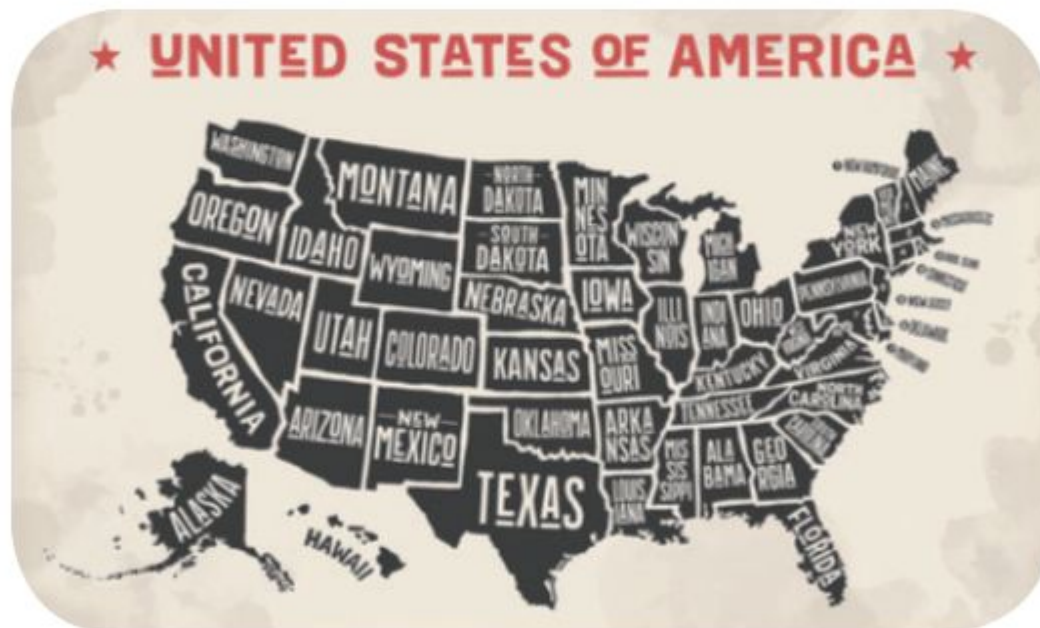 ★ UNITED STATES OF AMERICA ★
WASHINGTON
MONTANA
NORTH
DAKOTA
MIN
NES
OTA
MAINE
OREGON
IDAHO
WYOMING
SOUTH
DAKOTA
WISCON
SIN
MICH
IGAN
NEW
YORK
CALIFORNIA
NEVADA
UTAH
COLORADO
NEBRASKA
IOWA
ILLI
NOIS
INDI
ANA
OHIO
PENNSYLVANIA
KANSAS
MISS
OURI
KENTUCKY
VIRGINIA
ARIZONA
NEW
MEXICO
OKLAHOMA
ARKA
NSAS
TENNESSEE
NORTH
CAROLINA
TEXAS
LOUIS
IANA
MIS
SIS
SIPPI
ALA
BAMA
GEO
RGIA
FLORIDA
ALASKA
HAWAII